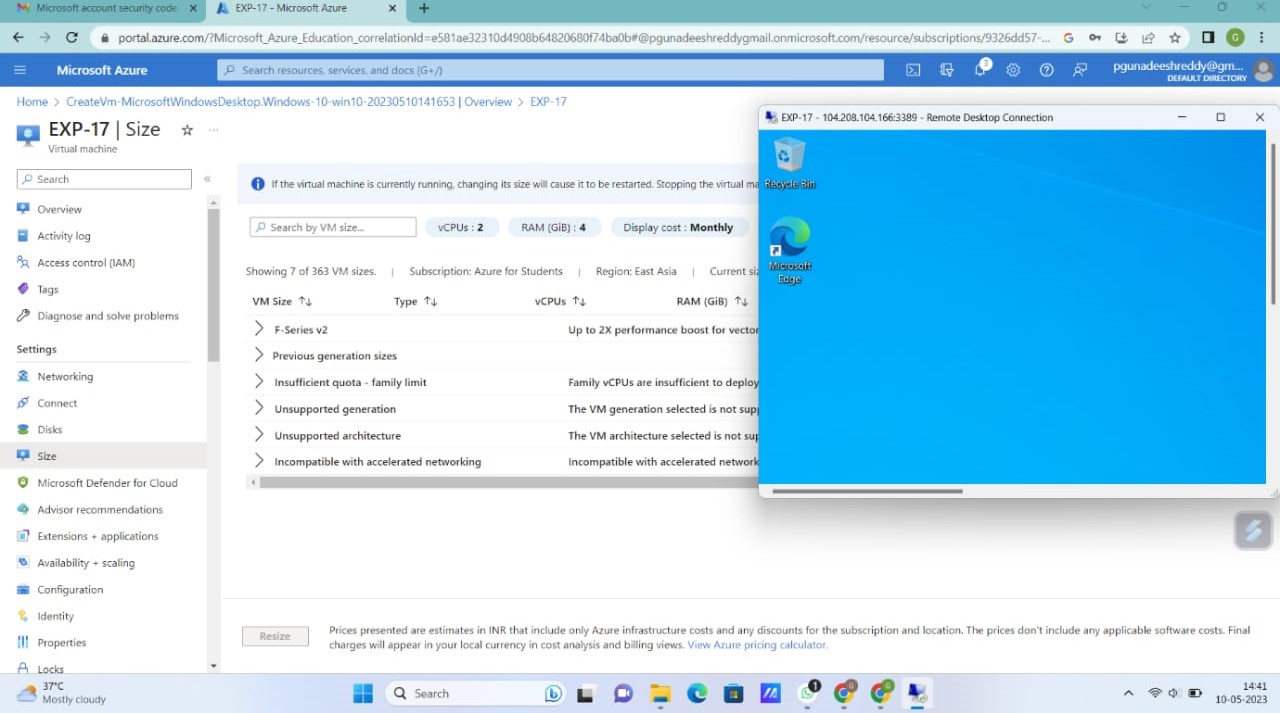 Microsoft account security code
EXP-17 - Microsoft Azure
portal.azure.com/?Microsoft_Azure_Education_correlationId=e581ae32310d4908b64820680f74ba0b#@pgunadeeshreddygmail.onmicrosoft.com/resource/subscriptions/9326dd57-...
G
Microsoft Azure
Search resources, services, and docs (G+/)
3
pgunadeeshreddy@gm...
DEFAULT DIRECTORY
Home > CreateVm-MicrosoftWindowsDesktop.Windows-10-win10-20230510141653 | Overview > EXP-17
EXP-17 | Size
Virtual machine
Search
Overview
Activity log
Access control (IAM)
Tags
Diagnose and solve problems
Settings
Networking
Connect
Disks
Size
Microsoft Defender for Cloud
Advisor recommendations
Extensions + applications
Availability + scaling
Configuration
Identity
Properties
Locks
If the virtual machine is currently running, changing its size will cause it to be restarted. Stopping the virtual ma
Search by VM size...
vCPUs : 2
RAM (GiB) : 4
Display cost : Monthly
Showing 7 of 363 VM sizes. | Subscription: Azure for Students | Region: East Asia | Current siz
VM Size Type vCPUs RAM (GiB)
F-Series v2 Up to 2X performance boost for vector
Previous generation sizes
Insufficient quota - family limit Family vCPUs are insufficient to deploy
Unsupported generation The VM generation selected is not supp
Unsupported architecture The VM architecture selected is not sup
Incompatible with accelerated networking Incompatible with accelerated network
EXP-17 - 104.208.104.166:3389 - Remote Desktop Connection
Recycle Bin
Microsoft
Edge
Resize
Prices presented are estimates in INR that include only Azure infrastructure costs and any discounts for the subscription and location. The prices don't include any applicable software costs. Final
charges will appear in your local currency in cost analysis and billing views. View Azure pricing calculator.
37°C
Mostly cloudy
Search
1
14:41
10-05-2023